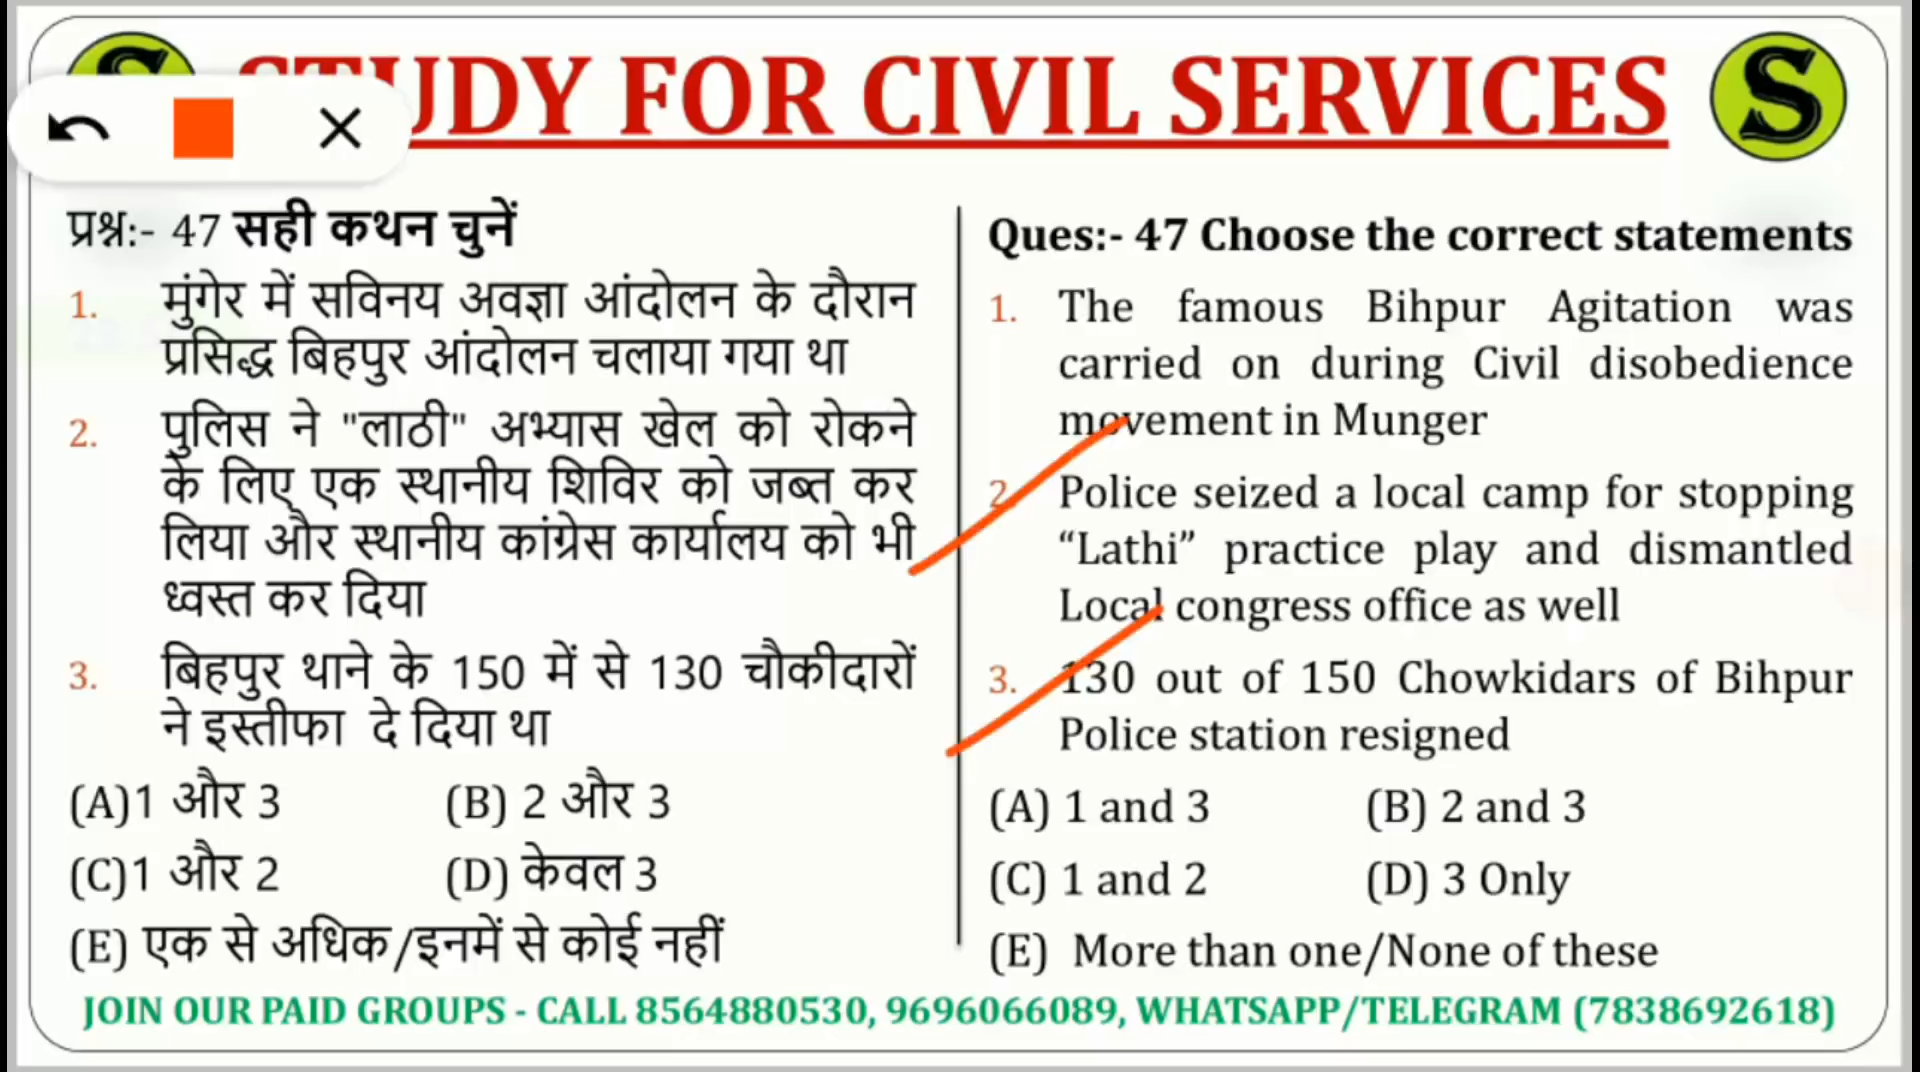 S
UDY FOR CIVIL SERVICES
S
प्रश्न:- 47 सही कथन चुनें
1. मुंगेर में सविनय अवज्ञा आंदोलन के दौरान
प्रसिद्ध बिहपुर आंदोलन चलाया गया था
2. पुलिस ने "लाठी" अभ्यास खेल को रोकने
के लिए एक स्थानीय शिविर को जब्त कर
लिया और स्थानीय कांग्रेस कार्यालय को भी
ध्वस्त कर दिया
3. बिहपुर थाने के 150 में से 130 चौकीदारों
ने इस्तीफा दे दिया था
(A)1 और 3 (B) 2 और 3
(C)1 और 2 (D) केवल 3
(E) एक से अधिक/इनमें से कोई नहीं
Ques:- 47 Choose the correct statements
1. The famous Bihpur Agitation was
carried on during Civil disobedience
movement in Munger
2. Police seized a local camp for stopping
“Lathi” practice play and dismantled
Local congress office as well
3. 130 out of 150 Chowkidars of Bihpur
Police station resigned
(A) 1 and 3 (B) 2 and 3
(C) 1 and 2 (D) 3 Only
(E) More than one/None of these
JOIN OUR PAID GROUPS - CALL 8564880530, 9696066089, WHATSAPP/TELEGRAM (7838692618)